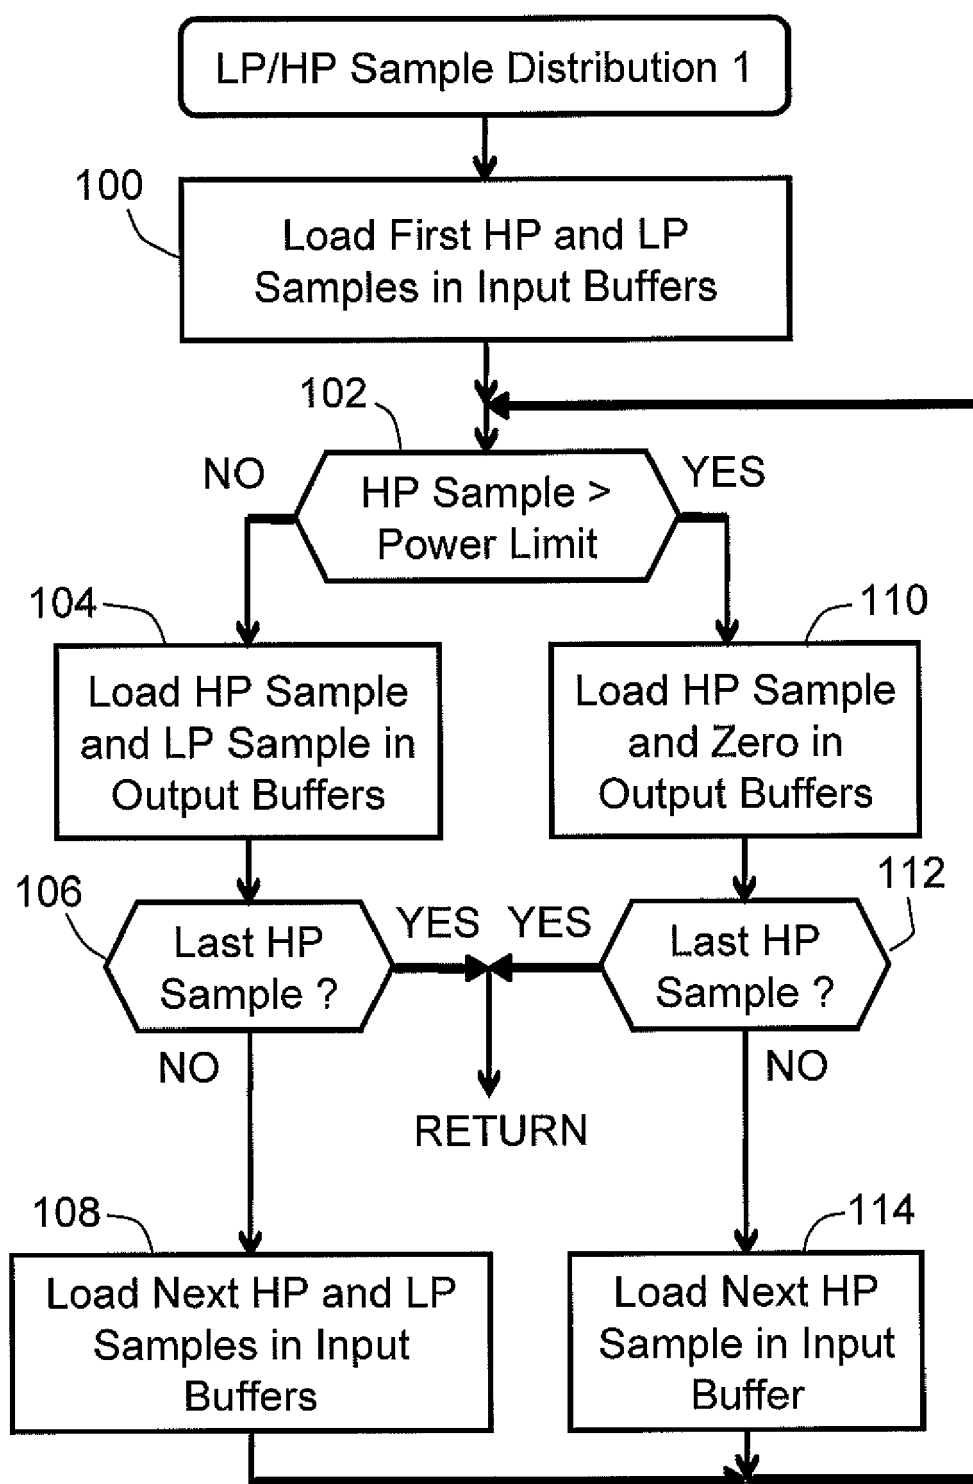 LP/HP Sample Distribution 1
100
Load First HP and LP
Samples in Input Buffers
102
NO
YES
HP Sample >
Power Limit
104
110
Load HP Sample
and LP Sample in
Output Buffers
Load HP Sample
and Zero in
Output Buffers
106
112
Last HP
Sample ?
YES
YES
Last HP
Sample ?
NO
NO
RETURN
108
114
Load Next HP and LP
Samples in Input
Buffers
Load Next HP
Sample in Input
Buffer